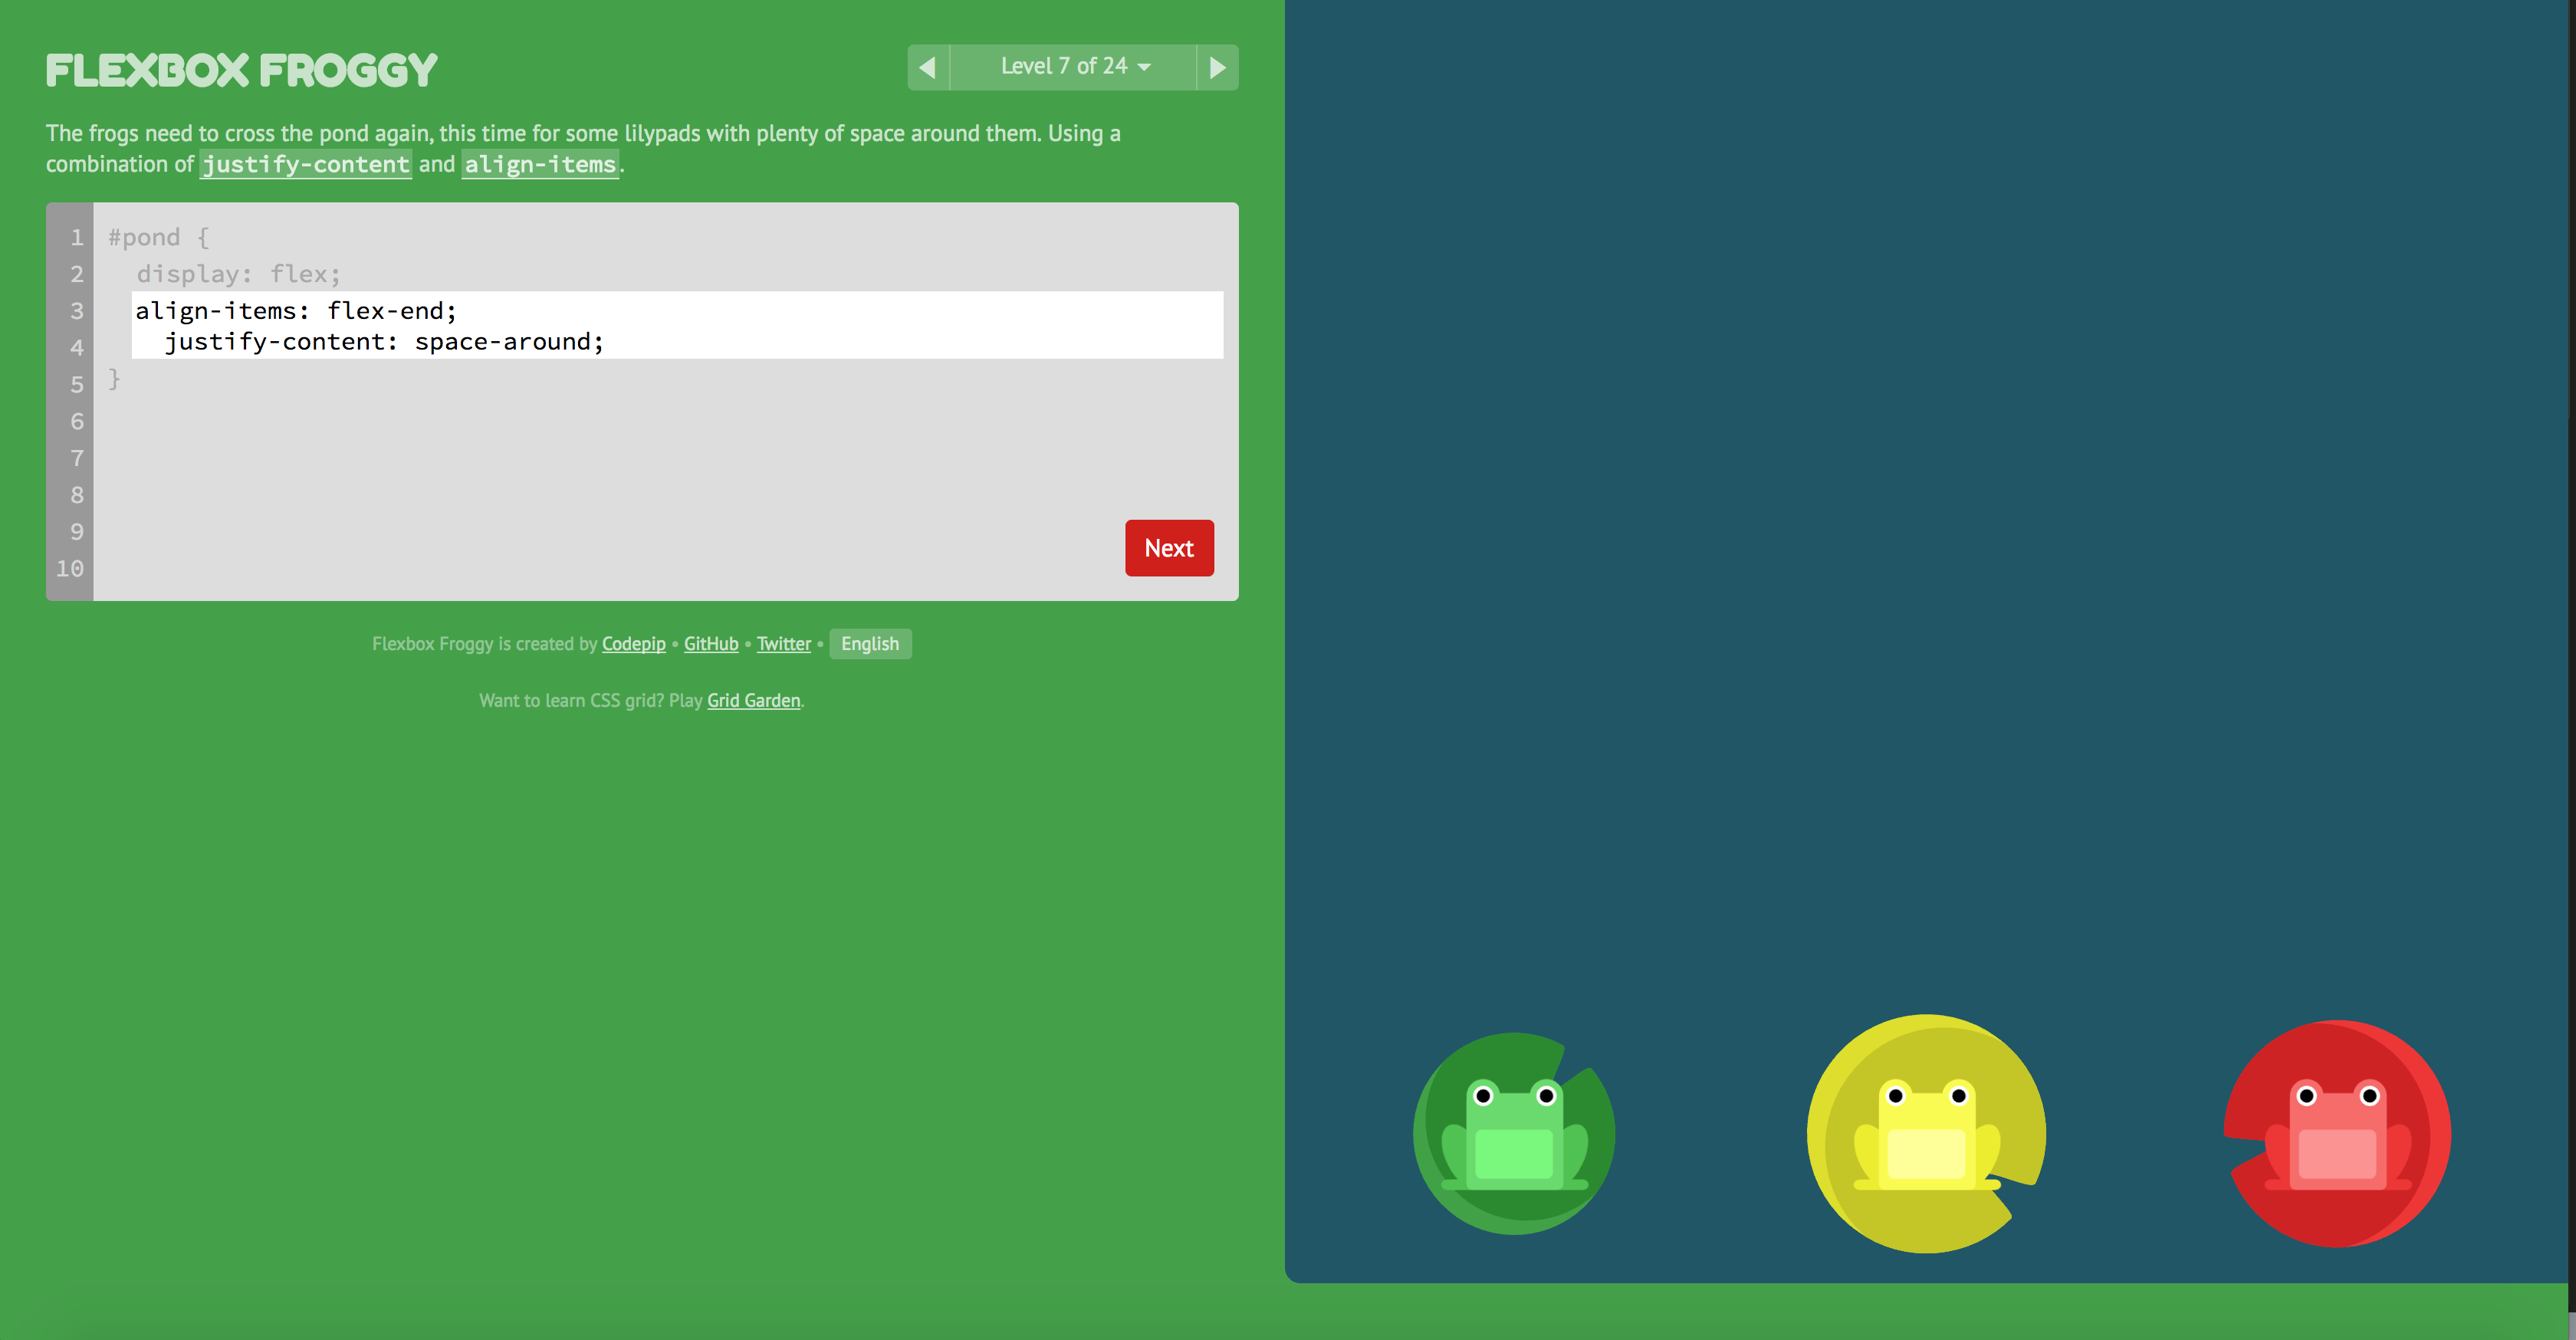 FLEXBOX FROGGY
Level 7 of 24
The frogs need to cross the pond again, this time for some lilypads with plenty of space around them. Using a
combination of justify-content and align-items.
1 #pond {
2 display: flex;
3 align-items: flex-end;
4 justify-content: space-around;
5 }
6
7
8
9
10
Next
Flexbox Froggy is created by Codepip • GitHub • Twitter • English
Want to learn CSS grid? Play Grid Garden.